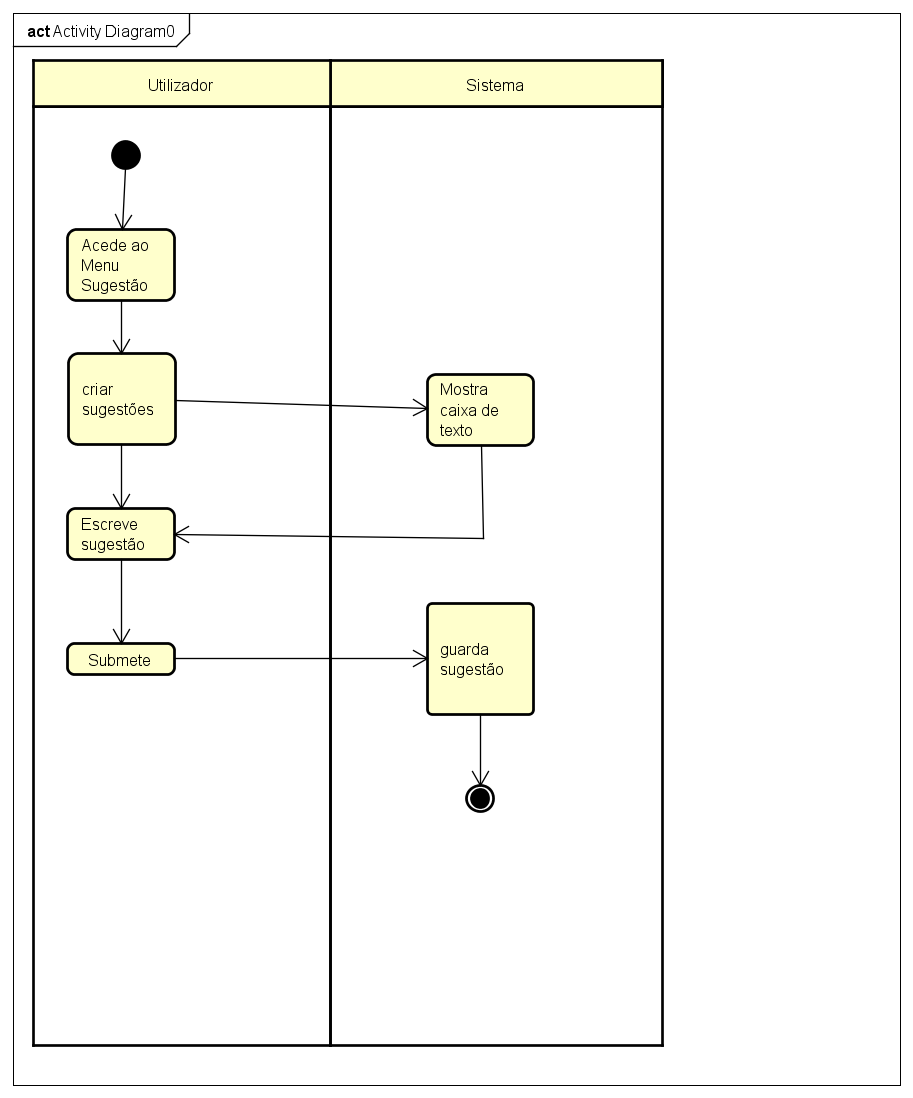 act Activity Diagram0
Utilizador
Sistema
Acede ao
Menu
Sugestão
criar
sugestões
Mostra
caixa de
texto
Escreve
sugestão
Submete
guarda
sugestão